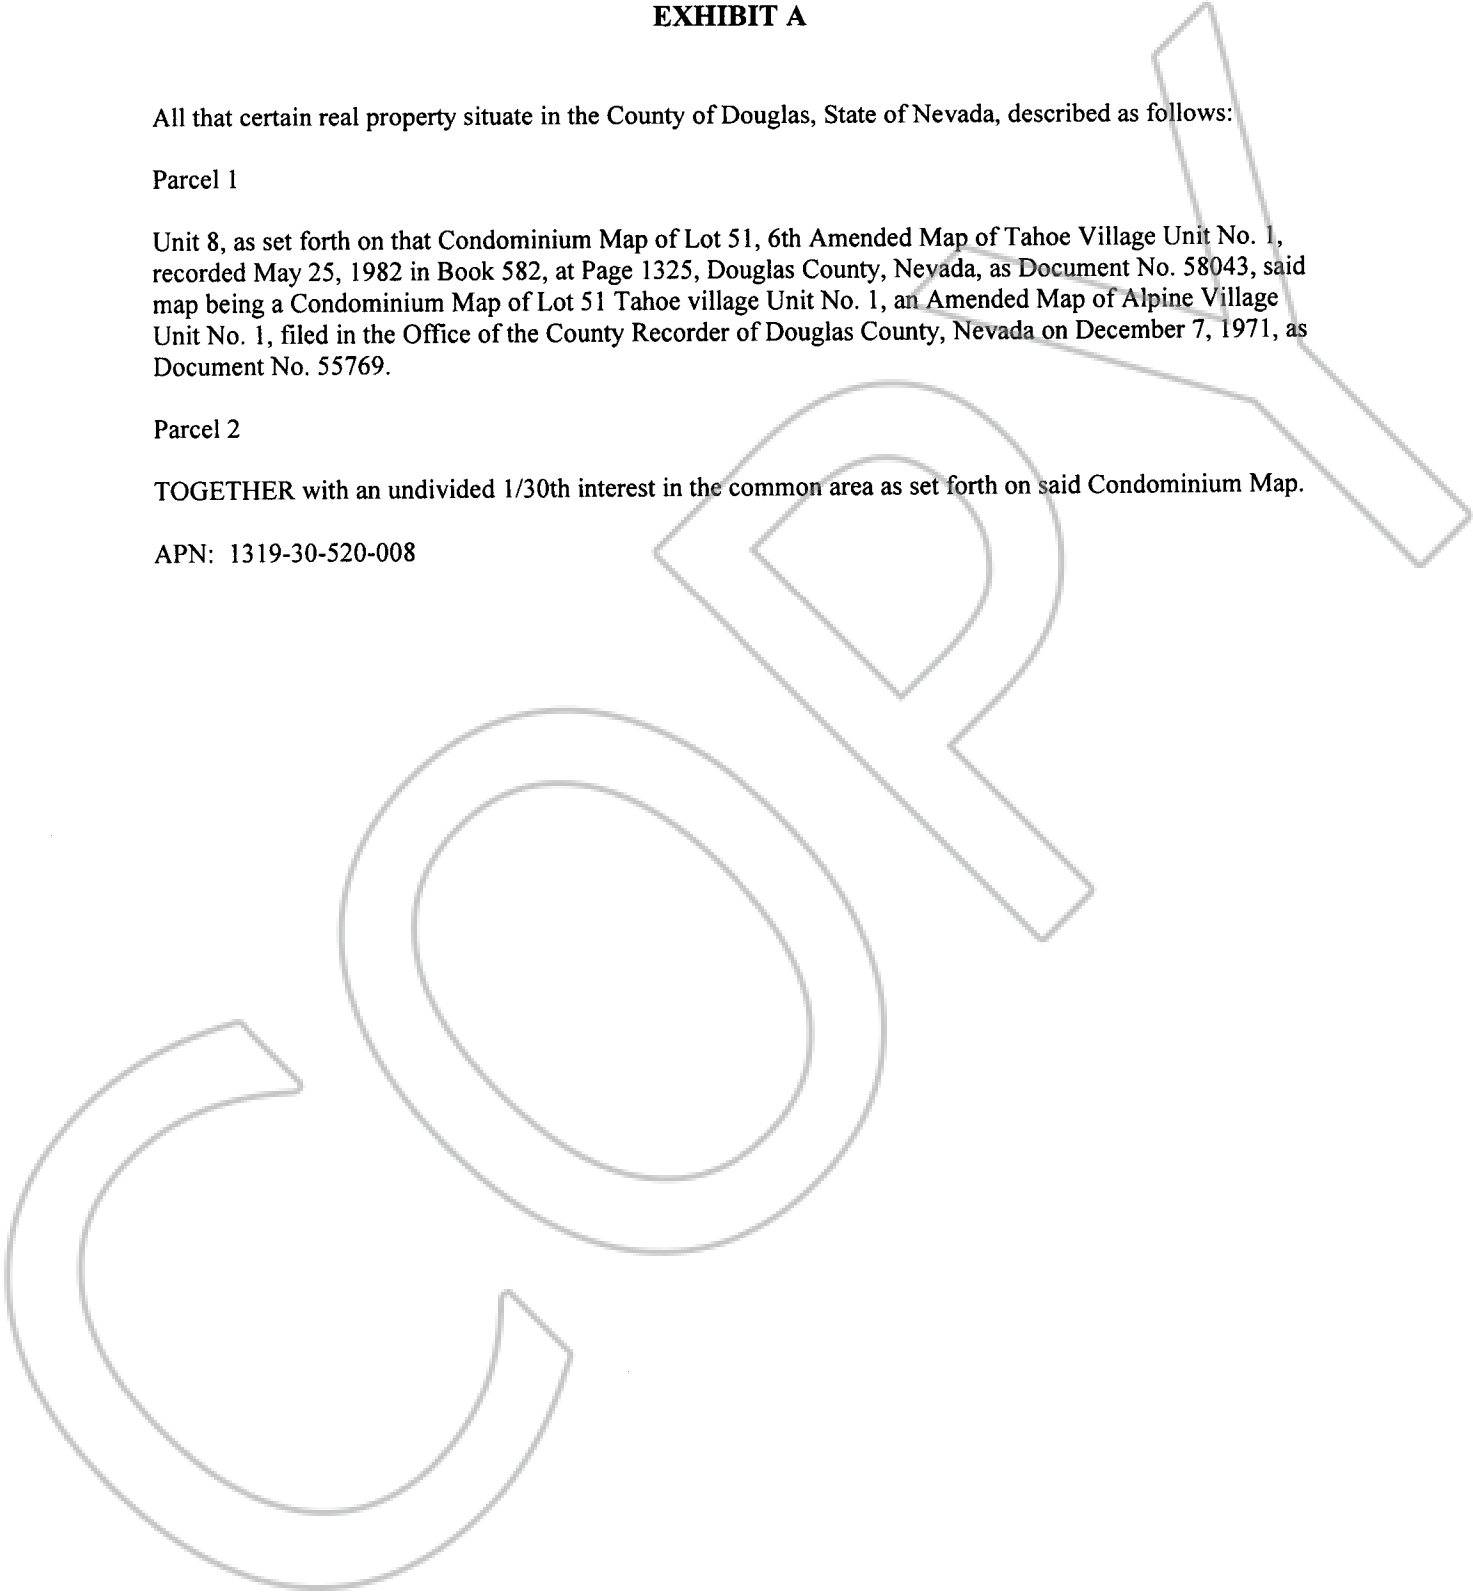 EXHIBIT A
All that certain real property situate in the County of Douglas, State of Nevada, described as follows:
Parcel 1
Unit 8, as set forth on that Condominium Map of Lot 51, 6th Amended Map of Tahoe Village Unit No. 1,
recorded May 25, 1982 in Book 582, at Page 1325, Douglas County, Nevada, as Document No. 58043, said
map being a Condominium Map of Lot 51 Tahoe village Unit No. 1, an Amended Map of Alpine Village
Unit No. 1, filed in the Office of the County Recorder of Douglas County, Nevada on December 7, 1971, as
Document No. 55769.
Parcel 2
TOGETHER with an undivided 1/30th interest in the common area as set forth on said Condominium Map.
APN: 1319-30-520-008
COPY